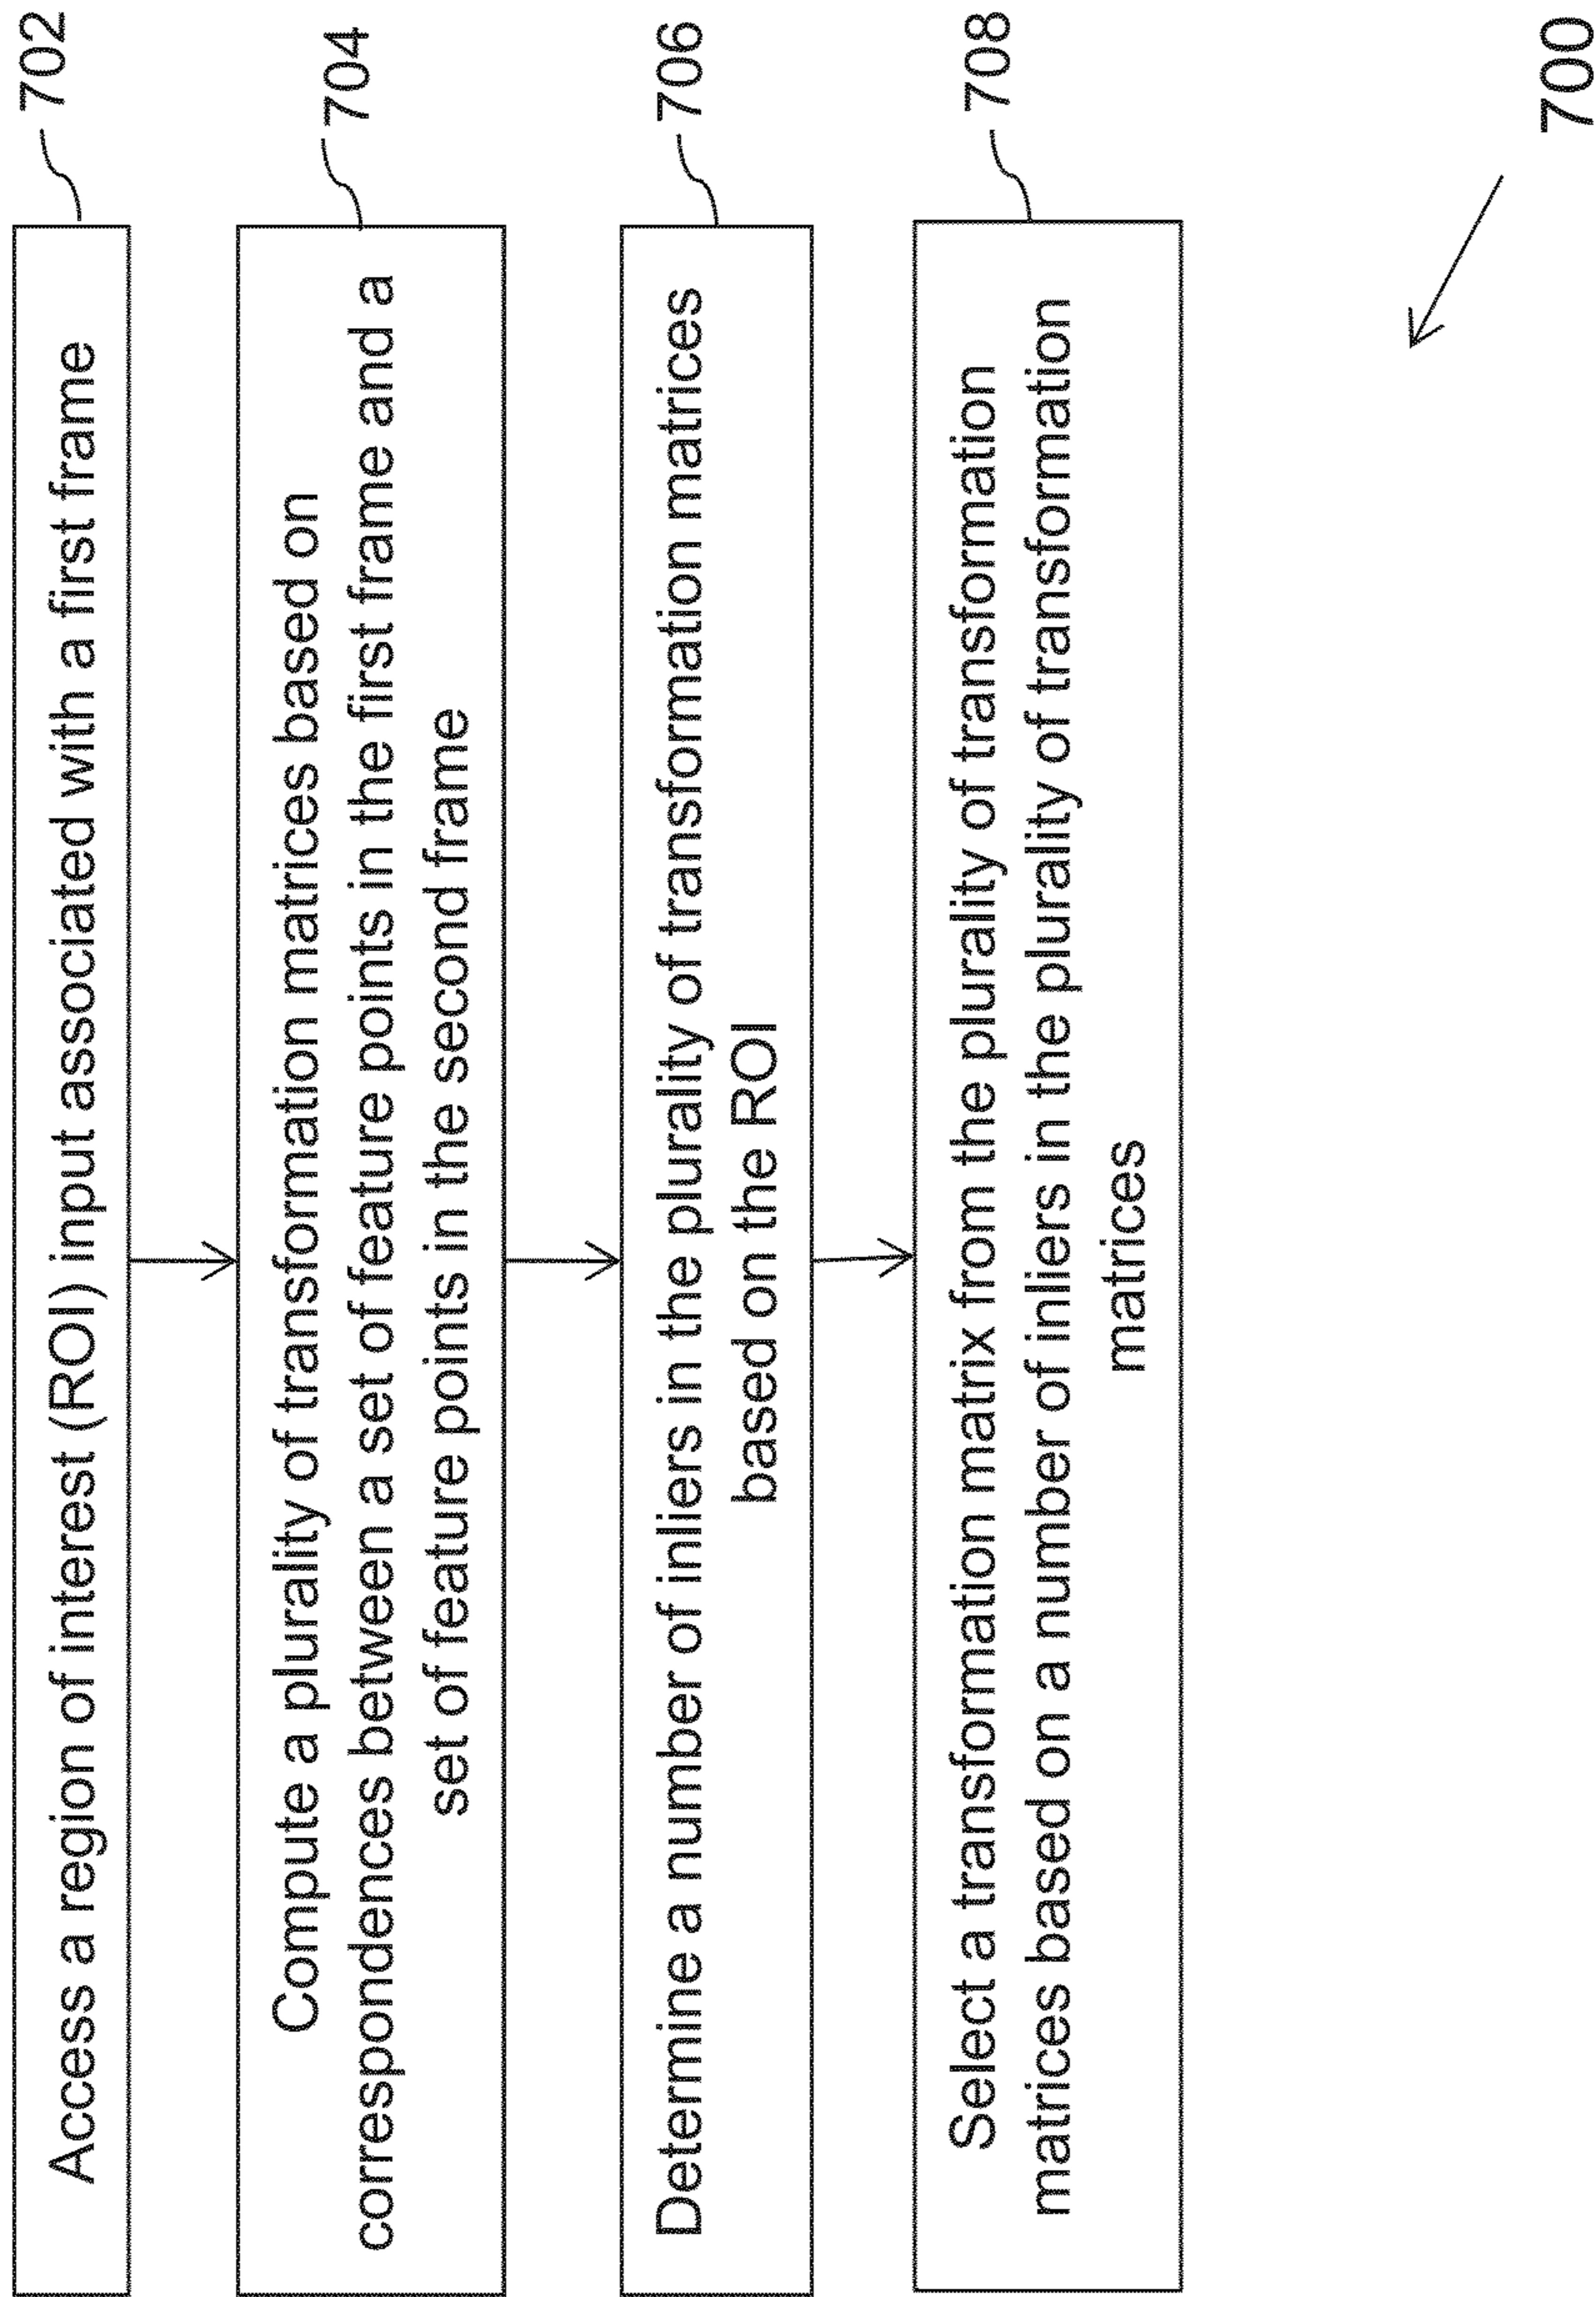 Access a region of interest (ROI) input associated with a first frame
702
Compute a plurality of transformation matrices based on
correspondences between a set of feature points in the first frame and a
set of feature points in the second frame
704
Determine a number of inliers in the plurality of transformation matrices
based on the ROI
706
Select a transformation matrix from the plurality of transformation
matrices based on a number of inliers in the plurality of transformation
matrices
708
700